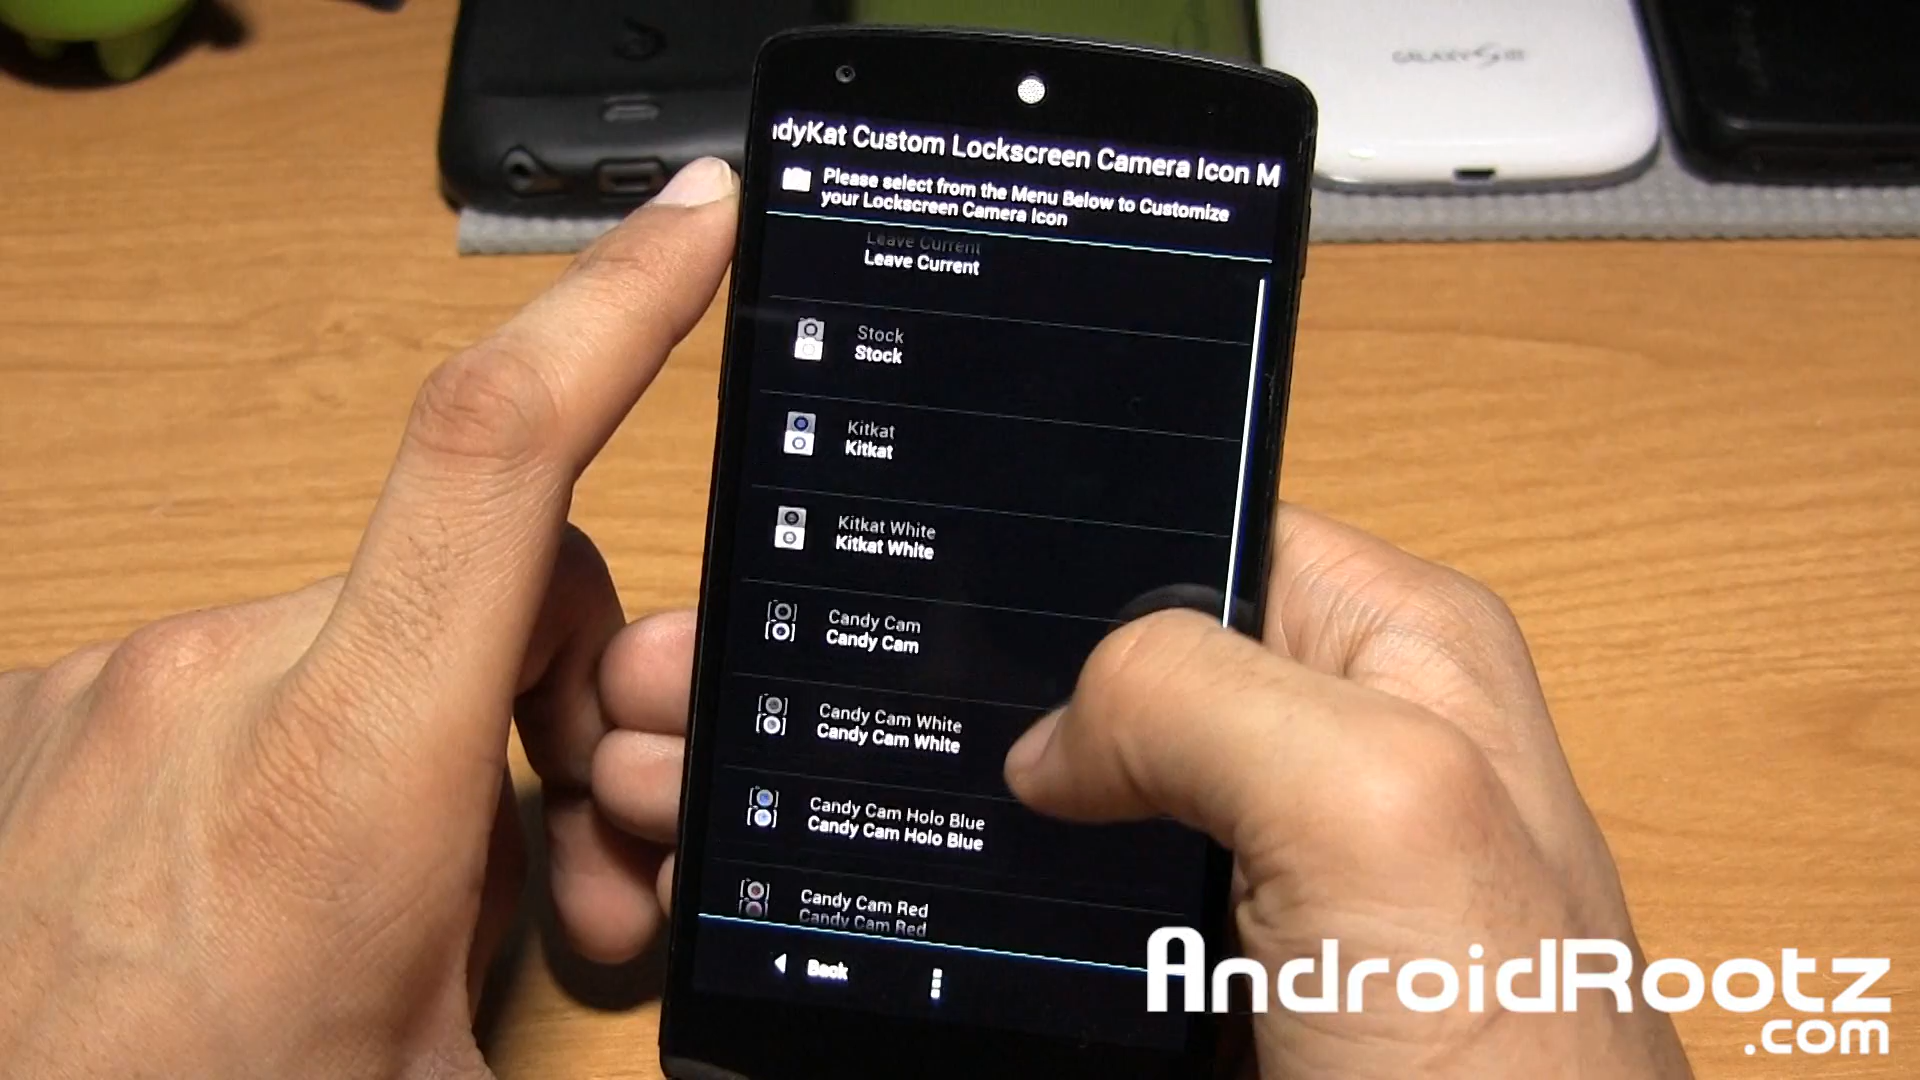 GALAXY S III
ndyKat Custom Lockscreen Camera Icon M
Please select from the Menu Below to Customize
your Lockscreen Camera Icon
Leave Current
Leave Current
Stock
Stock
Kitkat
Kitkat
Kitkat White
Kitkat White
Candy Cam
Candy Cam
Candy Cam White
Candy Cam White
Candy Cam Holo Blue
Candy Cam Holo Blue
Candy Cam Red
Candy Cam Red
Back
AndroidRootz
.com